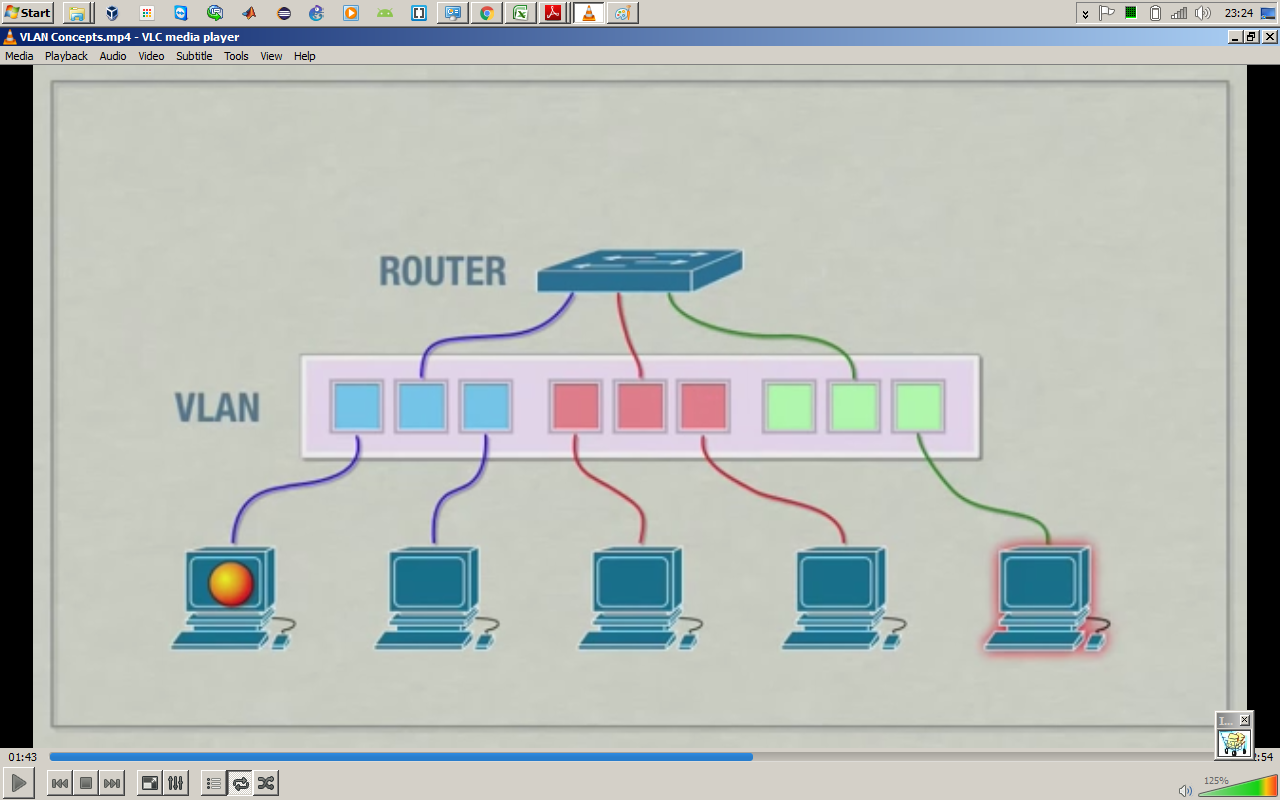 Start
23:24
VLAN Concepts.mp4 - VLC media player
Media Playback Audio Video Subtitle Tools View Help
ROUTER
VLAN
I...
01:43
:54
125%